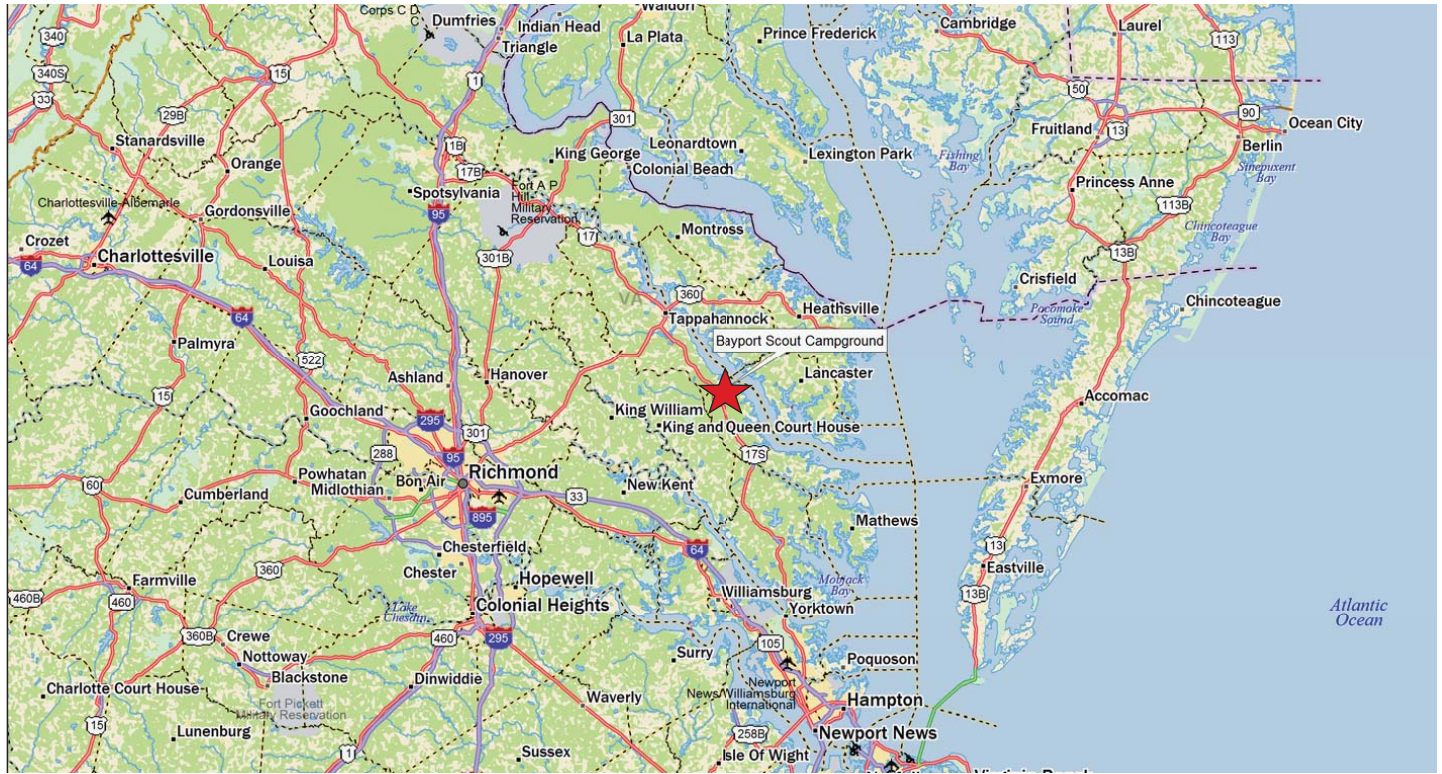 Corps C D
C
Dumfries
Indian Head
Waldorf
La Plata
Prince Frederick
Cambridge
Laurel
Triangle
340
340S
33
15
1
113
50
90
29B
Stanardsville
Orange
1B
17B
301
King George
Leonardtown
Colonial Beach
Lexington Park
Fishing
Bay
Fruitland
13
Ocean City
Berlin
Sinepuxent
Bay
Spotsylvania
Fort A P
Hill
Military
Reservation
Princess Anne
113B
Charlottesville-Albemarle
Gordonsville
95
17
Montross
Chincoteague
Bay
Crozet
64
Charlottesville
Louisa
301B
13B
Crisfield
VA
360
Heathsville
Pocomoke
Sound
Chincoteague
64
Tappahannock
Bayport Scout Campground
Palmyra
522
Ashland
Hanover
Lancaster
15
Goochland
295
King William
Accomac
301
King and Queen Court House
288
95
17S
Richmond
Powhatan
Bon Air
Midlothian
60
Cumberland
New Kent
33
Exmore
895
Mathews
Chesterfield
64
13
Chester
360
Eastville
Farmville
Hopewell
Mobjack
Bay
460B
460
Lake
Chesdin
Colonial Heights
Williamsburg
Yorktown
13B
Atlantic
Ocean
360B
Crewe
460
295
105
Nottoway
Surry
Poquoson
Blackstone
Dinwiddie
Newport
News/Williamsburg
International
Charlotte Court House
Fort Pickett
Military Reservation
Waverly
Hampton
15
Lunenburg
258B
Newport News
1
Sussex
Isle Of Wight
Virginia Beach